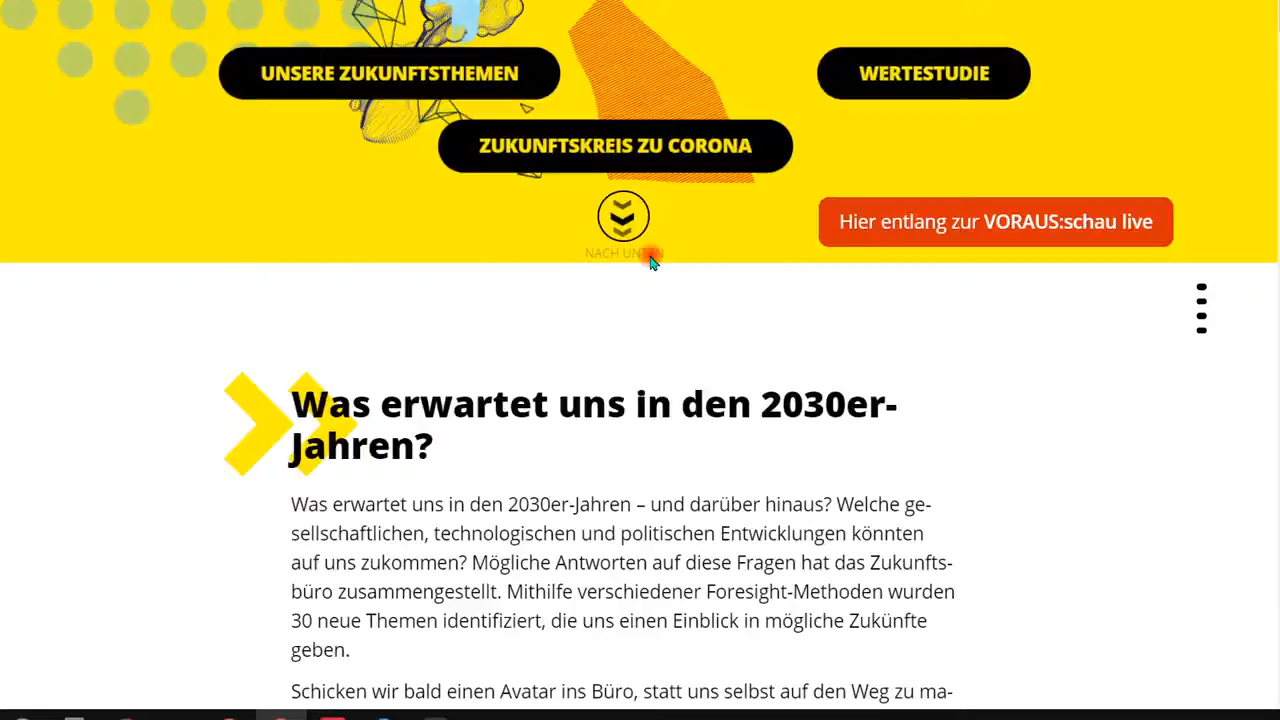 UNSERE ZUKUNFTSTHEMEN
WERTESTUDIE
ZUKUNFTSKREIS ZU CORONA
NACH UNTEN
Hier entlang zur VORAUS:schau live
Was erwartet uns in den 2030er-
Jahren?
Was erwartet uns in den 2030er-Jahren – und darüber hinaus? Welche ge-
sellschaftlichen, technologischen und politischen Entwicklungen könnten
auf uns zukommen? Mögliche Antworten auf diese Fragen hat das Zukunfts-
büro zusammengestellt. Mithilfe verschiedener Foresight-Methoden wurden
30 neue Themen identifiziert, die uns einen Einblick in mögliche Zukünfte
geben.
Schicken wir bald einen Avatar ins Büro, statt uns selbst auf den Weg zu ma-